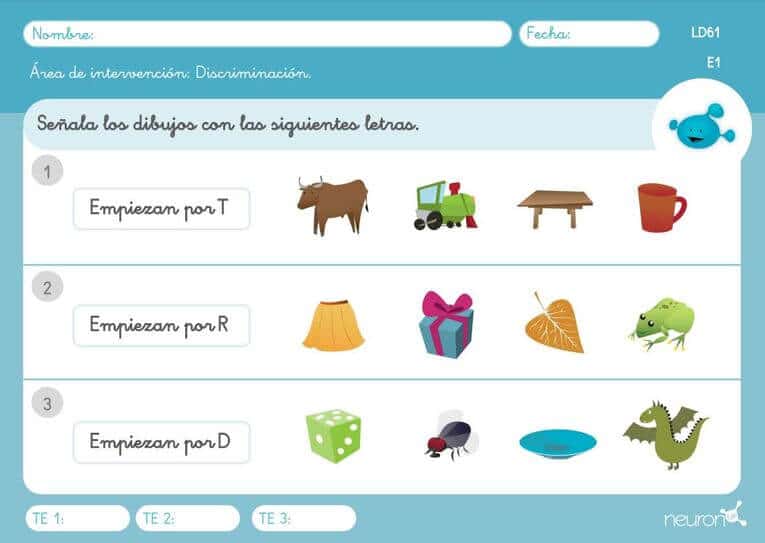 Nombre:
Fecha:
LD61
E1
Área de intervención: Discriminación.
Señala los dibujos con las siguientes letras.
1
Empiezan por T
2
Empiezan por R
3
Empiezan por D
TE 1:
TE 2:
TE 3:
neuron